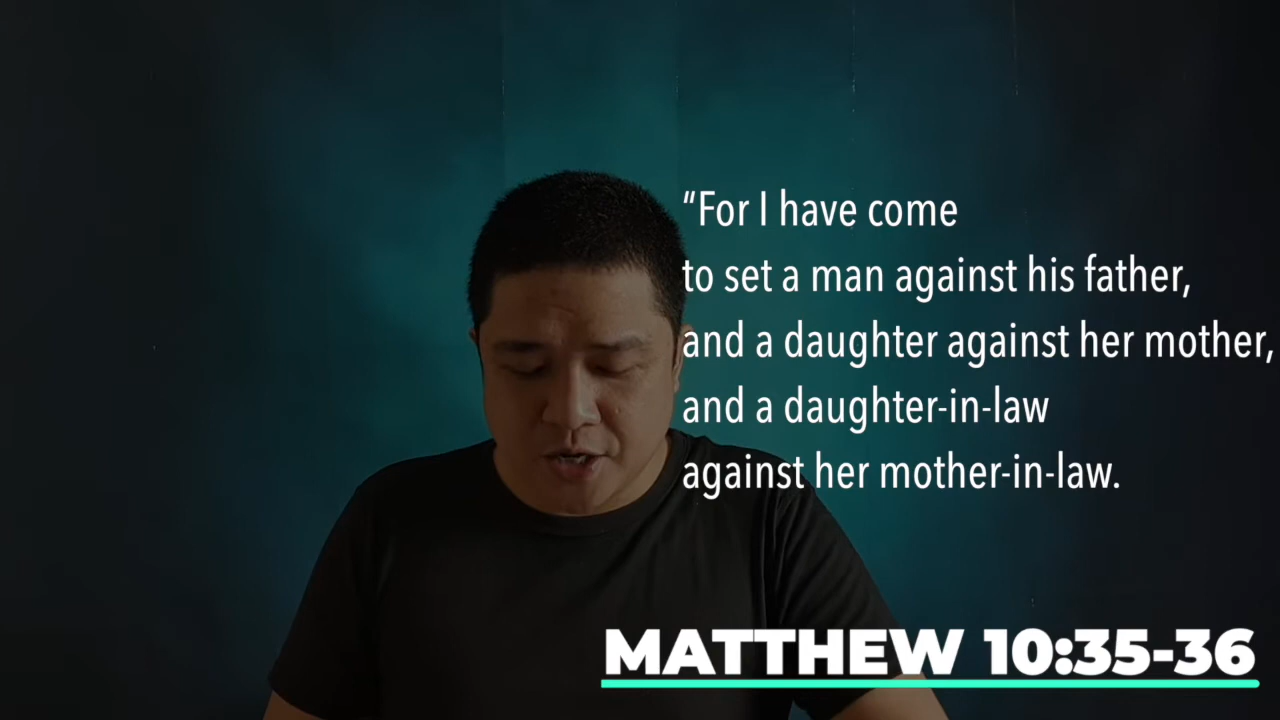 “For I have come
to set a man against his father,
and a daughter against her mother,
and a daughter-in-law
against her mother-in-law.
MATTHEW 10:35-36